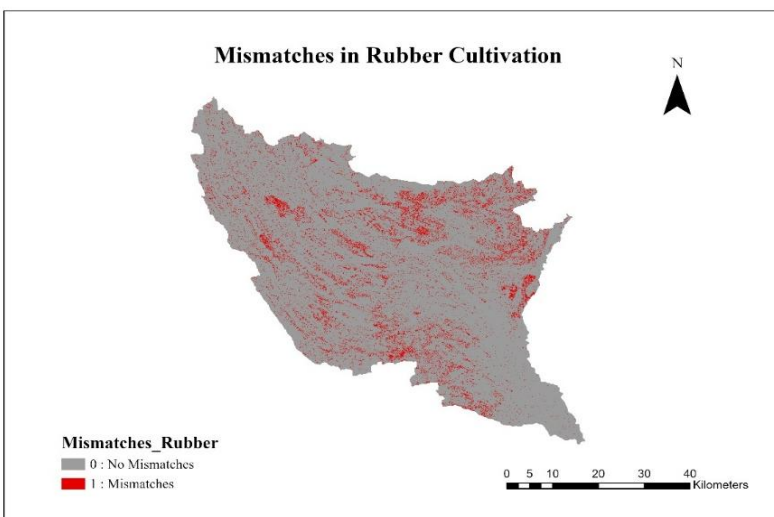 Mismatches in Rubber Cultivation
N
Mismatches_Rubber
0 : No Mismatches
1 : Mismatches
0 5 10 20 30 40
Kilometers